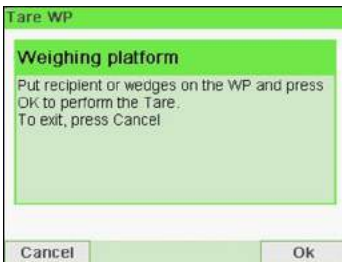 Tare WP
Weighing platform
Put recipient or wedges on the WP and press
OK to perform the Tare.
To exit, press Cancel
Cancel
Ok